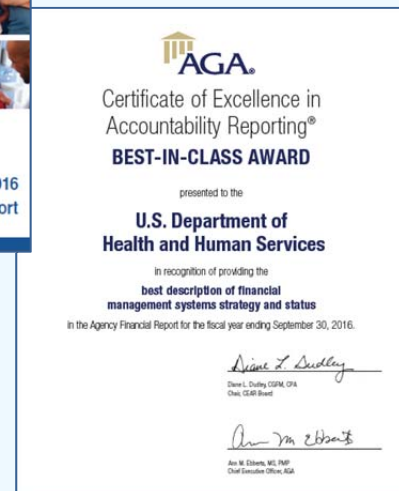 16
ort
AGA®
Certificate of Excellence in
Accountability Reporting®
BEST-IN-CLASS AWARD
presented to the
U.S. Department of
Health and Human Services
in recognition of providing the
best description of financial
management systems strategy and status
in the Agency Financial Report for the fiscal year ending September 30, 2016.
Diane L. Dudley
Diane L. Dudley, CGFM, CPA
Chair, CEAR Board
Ann M Ebberts
Ann M. Ebberts, MS, PMP
Chief Executive Officer, AGA